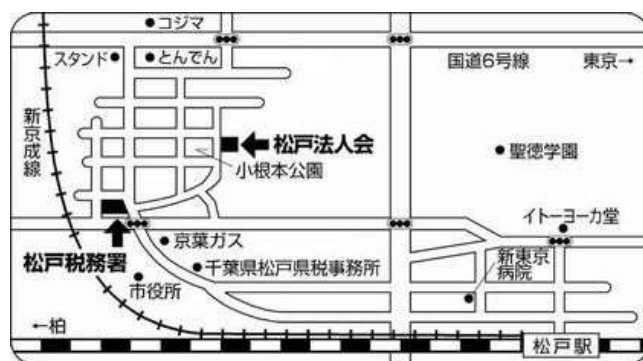 コジマ
スタンド
とんでん
国道6号線
東京→
新京成線
松戸法人会
小根本公園
聖徳学園
イトーヨーカ堂
京葉ガス
松戸税務署
千葉県松戸県税事務所
新東京
病院
市役所
←柏
松戸駅